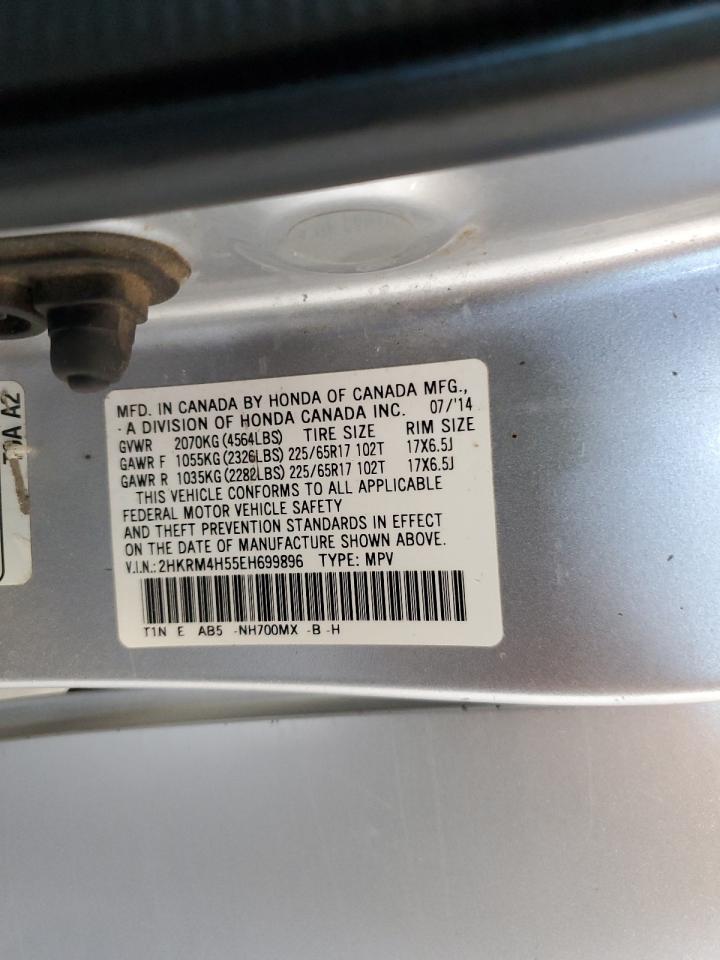 MFD. IN CANADA BY HONDA OF CANADA MFG.,
- A DIVISION OF HONDA CANADA INC. 07/'14
GVWR 2070KG (4564LBS) TIRE SIZE RIM SIZE
GAWR F 1055KG (2326LBS) 225/65R17 102T 17X6.5J
GAWR R 1035KG (2282LBS) 225/65R17 102T 17X6.5J
THIS VEHICLE CONFORMS TO ALL APPLICABLE
FEDERAL MOTOR VEHICLE SAFETY
AND THEFT PREVENTION STANDARDS IN EFFECT
ON THE DATE OF MANUFACTURE SHOWN ABOVE.
V.I.N.: 2HKRM4H55EH699896 TYPE: MPV
T1N E AB5 -NH700MX -B -H
A2